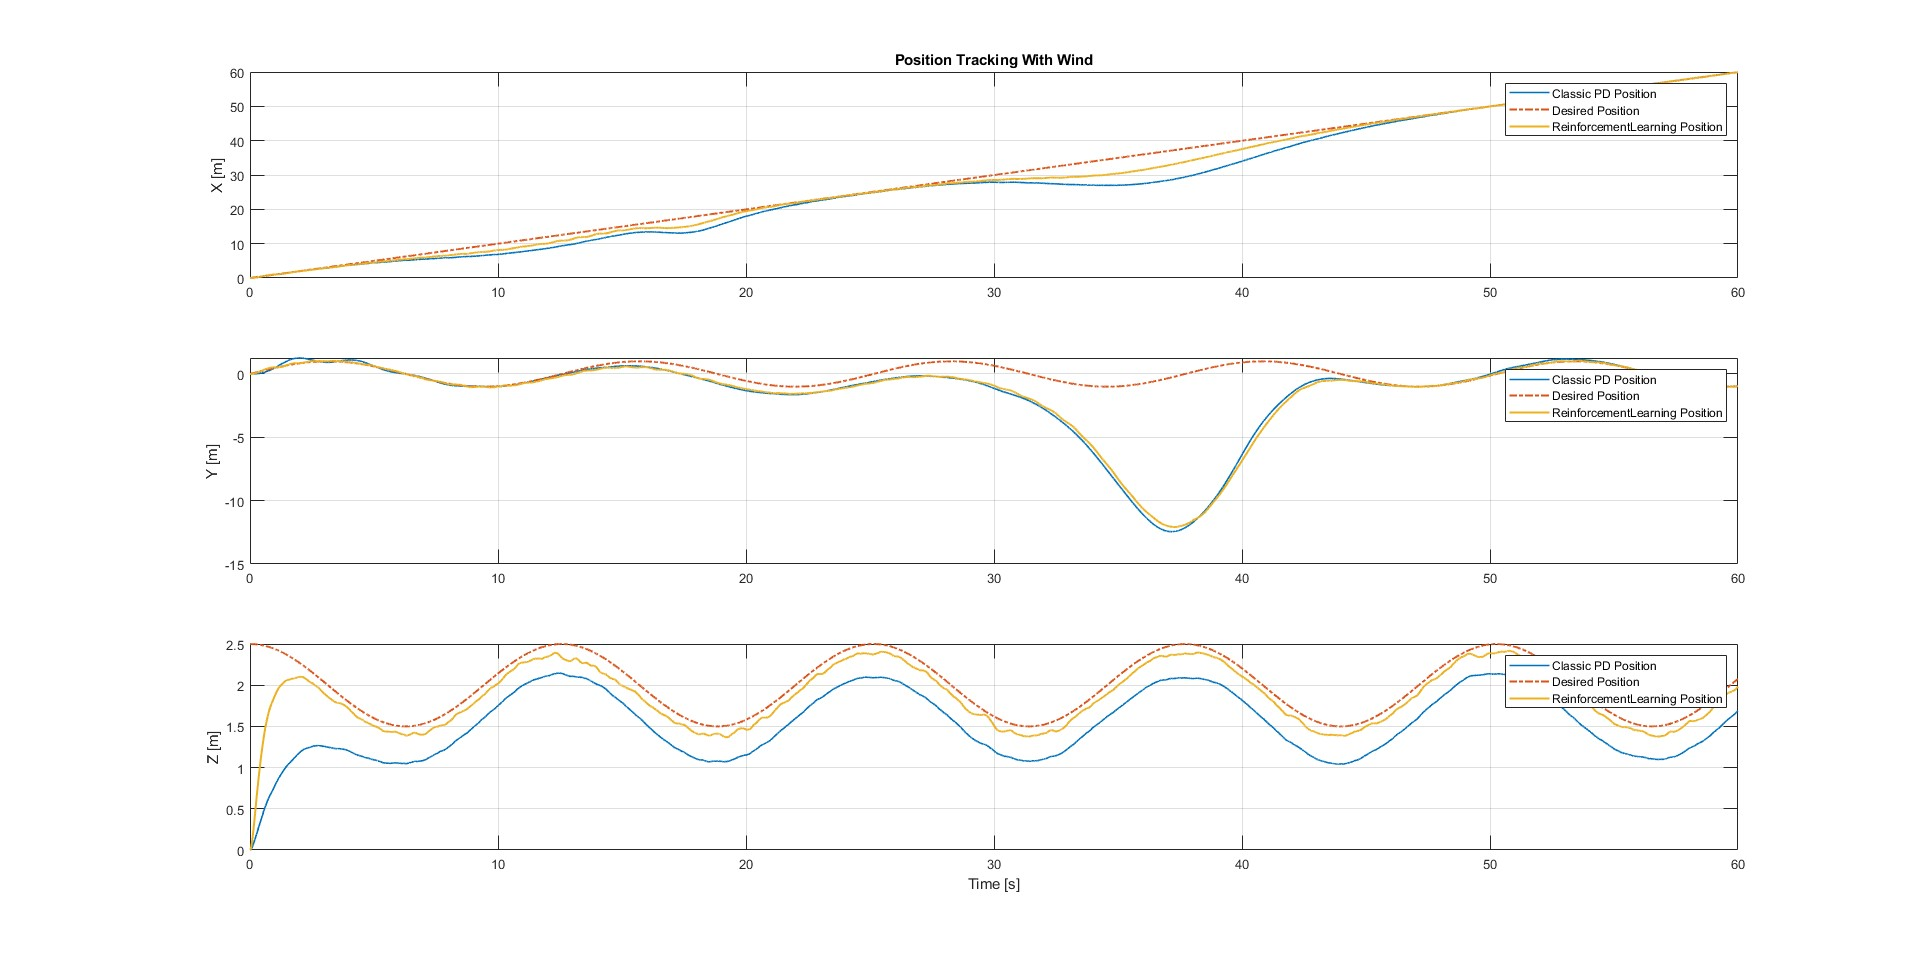 Position Tracking With Wind
60
50
40
30
20
10
0
X [m]
Classic PD Position
Desired Position
ReinforcementLearning Position
0 10 20 30 40 50 60
0
-5
-10
-15
Y [m]
Classic PD Position
Desired Position
ReinforcementLearning Position
0 10 20 30 40 50 60
2.5
2
1.5
1
0.5
0
Z [m]
Classic PD Position
Desired Position
ReinforcementLearning Position
0 10 20 30 40 50 60
Time [s]